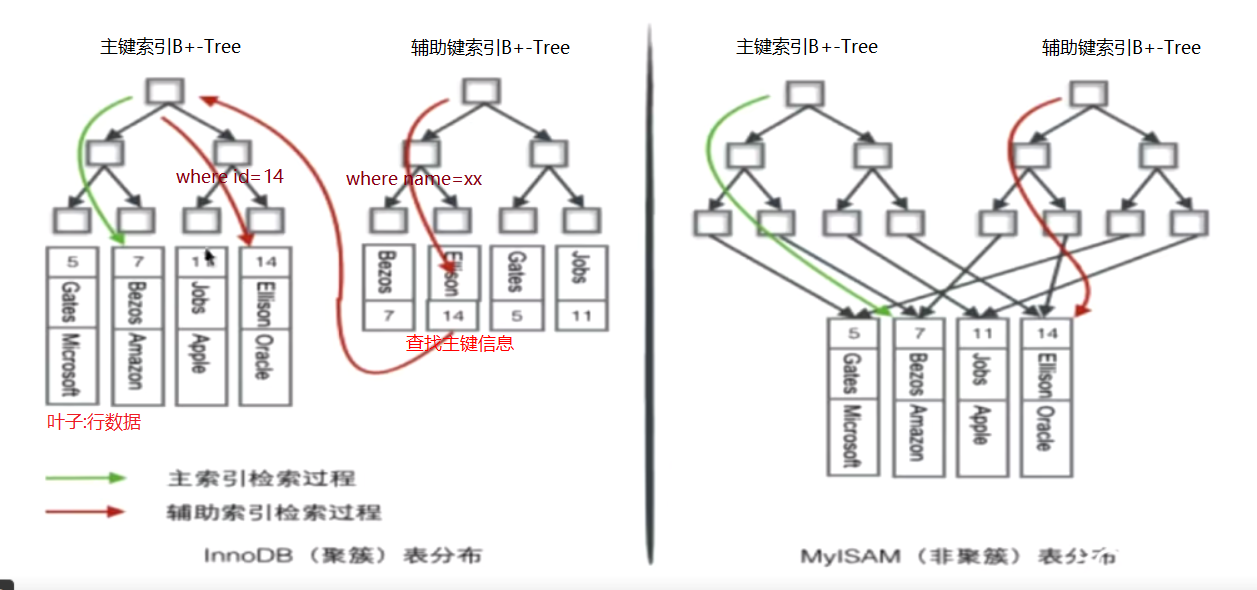 主键索引B+-Tree
辅助键索引B+-Tree
where id=14
where name=xx
5
7
14
Gates
Bezos
Jobs
Ellison
Microsoft
Amazon
Apple
Oracle
Bezos
Ellison
Gates
Jobs
7
14
5
11
查找主键信息
叶子:行数据
主索引检索过程
辅助索引检索过程
InnoDB（聚簇）表分布
主键索引B+-Tree
辅助键索引B+-Tree
5
7
11
14
Gates
Bezos
Jobs
Ellison
Microsoft
Amazon
Apple
Oracle
MyISAM（非聚簇）表分布